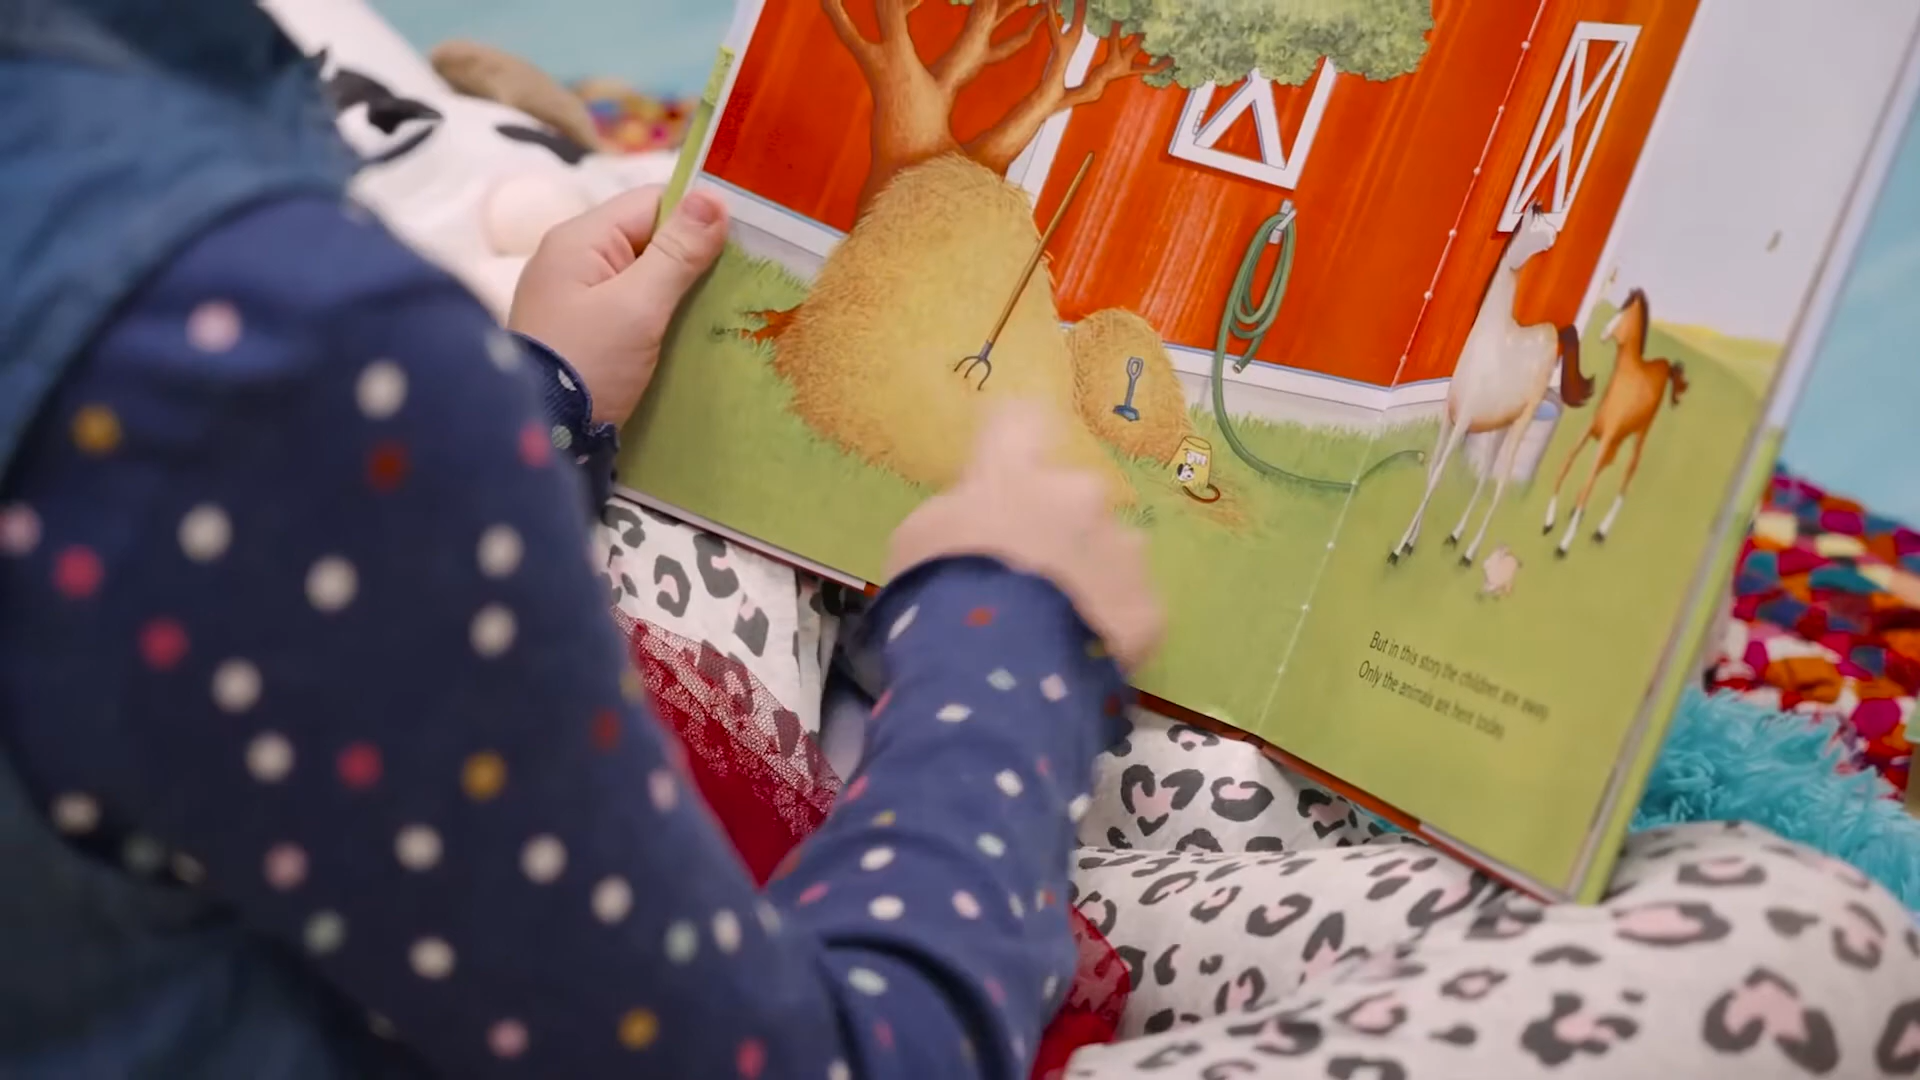 But in this story the children are away.
Only the animals are here today.